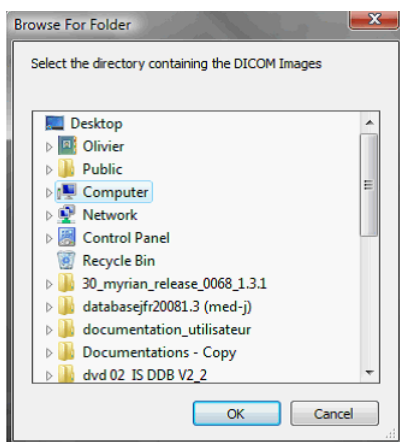 Browse For Folder
Select the directory containing the DICOM Images
Desktop
Olivier
Public
Computer
Network
Control Panel
Recycle Bin
30_myrian_release_0068_1.3.1
databasejfr20081.3 (med-j)
documentation_utilisateur
Documentations - Copy
dvd 02 IS DDB V2_2
OK Cancel